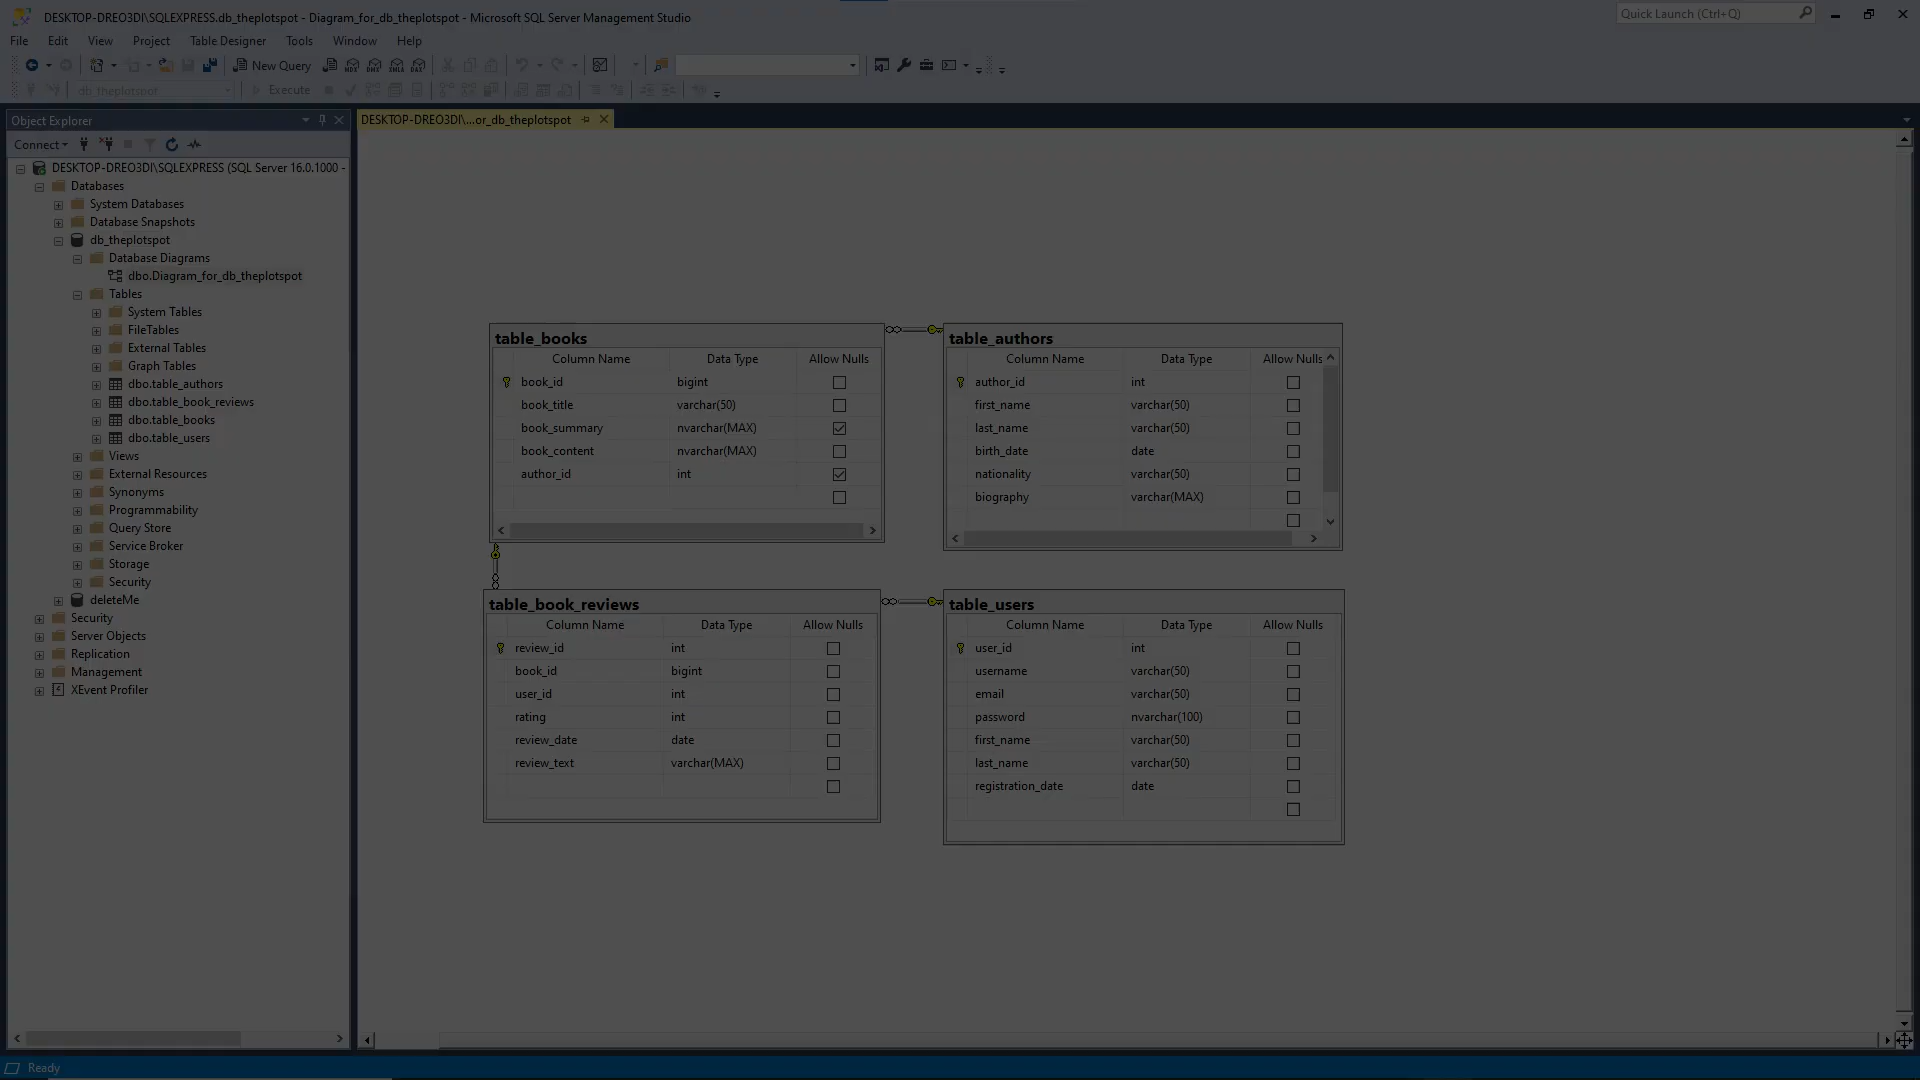 DESKTOP-DREO3DI\SQLEXPRESS.db_theplotspot - Diagram_for_db_theplotspot - Microsoft SQL Server Management Studio
Quick Launch (Ctrl+Q)
File Edit View Project Table Designer Tools Window Help
New Query
db_theplotspot Execute
Object Explorer
DESKTOP-DREO3DI\...or_db_theplotspot
Connect
DESKTOP-DREO3DI\SQLEXPRESS (SQL Server 16.0.1000 -
Databases
System Databases
Database Snapshots
db_theplotspot
Database Diagrams
dbo.Diagram_for_db_theplotspot
Tables
System Tables
FileTables
External Tables
Graph Tables
dbo.table_authors
dbo.table_book_reviews
dbo.table_books
dbo.table_users
Views
External Resources
Synonyms
Programmability
Query Store
Service Broker
Storage
Security
deleteMe
Security
Server Objects
Replication
Management
XEvent Profiler
table_books
Column Name Data Type Allow Nulls
book_id bigint
book_title varchar(50)
book_summary nvarchar(MAX)
book_content nvarchar(MAX)
author_id int
table_authors
Column Name Data Type Allow Nulls
author_id int
first_name varchar(50)
last_name varchar(50)
birth_date date
nationality varchar(50)
biography varchar(MAX)
table_book_reviews
Column Name Data Type Allow Nulls
review_id int
book_id bigint
user_id int
rating int
review_date date
review_text varchar(MAX)
table_users
Column Name Data Type Allow Nulls
user_id int
username varchar(50)
email varchar(50)
password nvarchar(100)
first_name varchar(50)
last_name varchar(50)
registration_date date
Ready